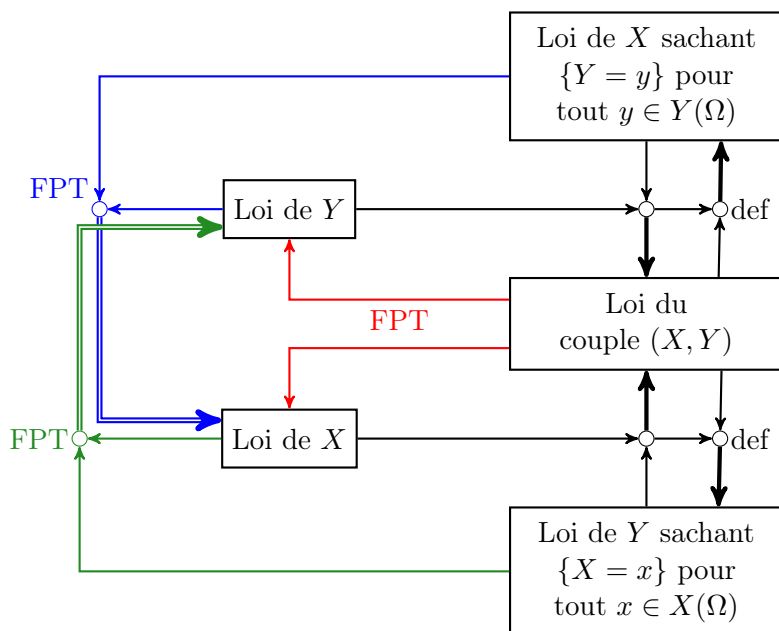 Loi de X sachant
{Y = y} pour
tout y ∈ Y(Ω)
FPT
Loi de Y
def
Loi du
couple (X, Y)
FPT
FPT
Loi de X
def
Loi de Y sachant
{X = x} pour
tout x ∈ X(Ω)